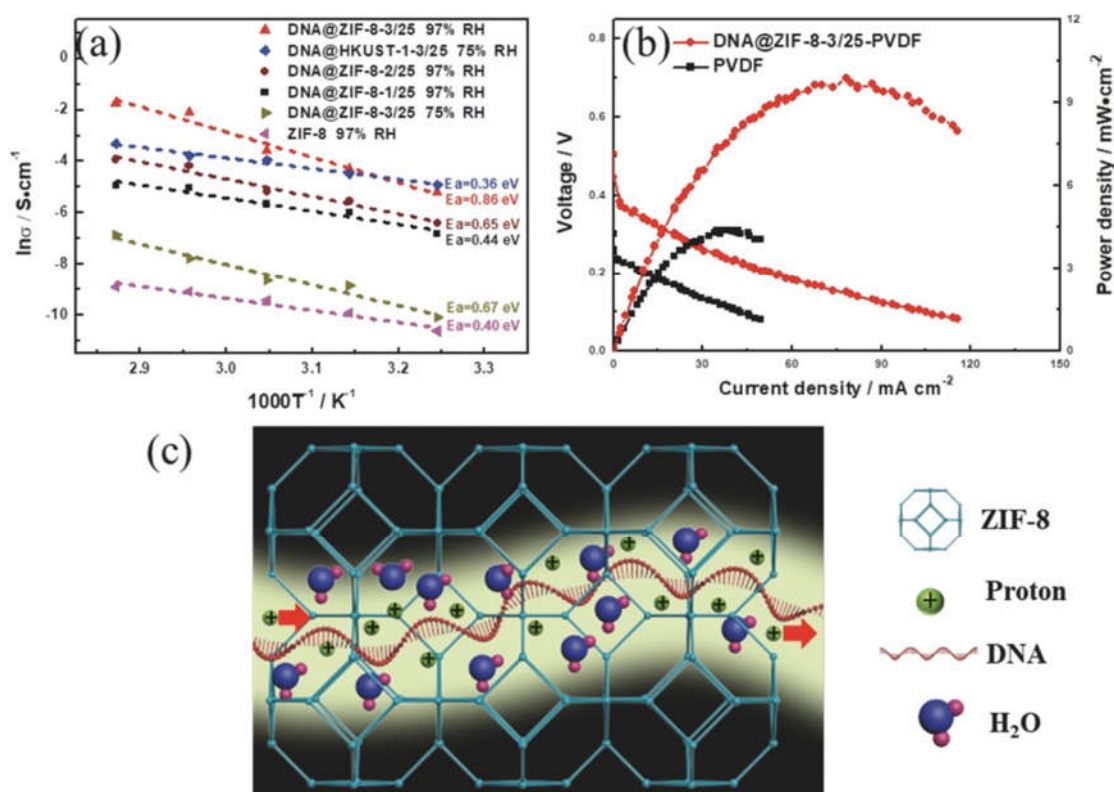 (a)
DNA@ZIF-8-3/25 97% RH
DNA@HKUST-1-3/25 75% RH
DNA@ZIF-8-2/25 97% RH
DNA@ZIF-8-1/25 97% RH
DNA@ZIF-8-3/25 75% RH
ZIF-8 97% RH
Ea=0.36 eV
Ea=0.86 eV
Ea=0.65 eV
Ea=0.44 eV
Ea=0.67 eV
Ea=0.40 eV
lnσ / S•cm⁻¹
0
-2
-4
-6
-8
-10
2.9 3.0 3.1 3.2 3.3
1000T⁻¹ / K⁻¹
(b)
DNA@ZIF-8-3/25-PVDF
PVDF
Voltage / V
0.8
0.6
0.4
0.2
0.0
12
9
6
3
0
Power density / mW•cm⁻²
0 30 60 90 120 150
Current density / mA cm⁻²
(c)
+ + + + + + + + + + + +
ZIF-8
+ Proton
DNA
H₂O